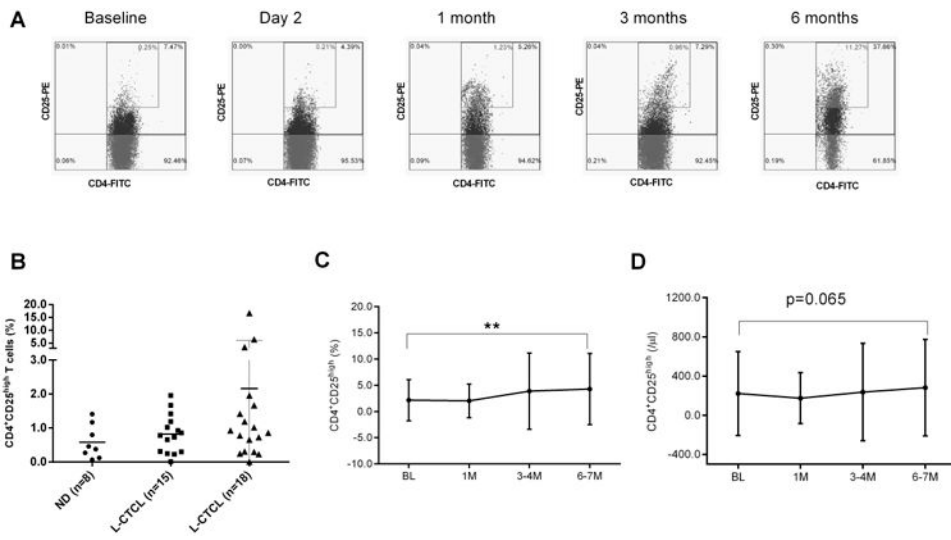 A
Baseline
Day 2
1 month
3 months
6 months
0.01%
0.25%
7.47%
CD25-PE
0.06%
92.46%
CD4-FITC
0.00%
0.21%
4.39%
CD25-PE
0.07%
95.53%
CD4-FITC
0.04%
1.23%
5.26%
CD25-PE
0.09%
94.62%
CD4-FITC
0.04%
0.96%
7.29%
CD25-PE
0.21%
92.45%
CD4-FITC
0.30%
11.27%
37.86%
CD25-PE
0.19%
61.65%
CD4-FITC
B
CD4⁺CD25ʰⁱᵍʰ T cells (%)
20.0
15.0
10.0
5.0
3.0
2.0
1.0
0.0
ND (n=8)
L-CTCL (n=15)
L-CTCL (n=18)
C
CD4⁺CD25ʰⁱᵍʰ (%)
20.0
15.0
10.0
5.0
0.0
-5.0
-10.0
**
BL
1M
3-4M
6-7M
D
CD4⁺CD25ʰⁱᵍʰ (/µl)
1200.0
800.0
400.0
0.0
-400.0
p=0.065
BL
1M
3-4M
6-7M